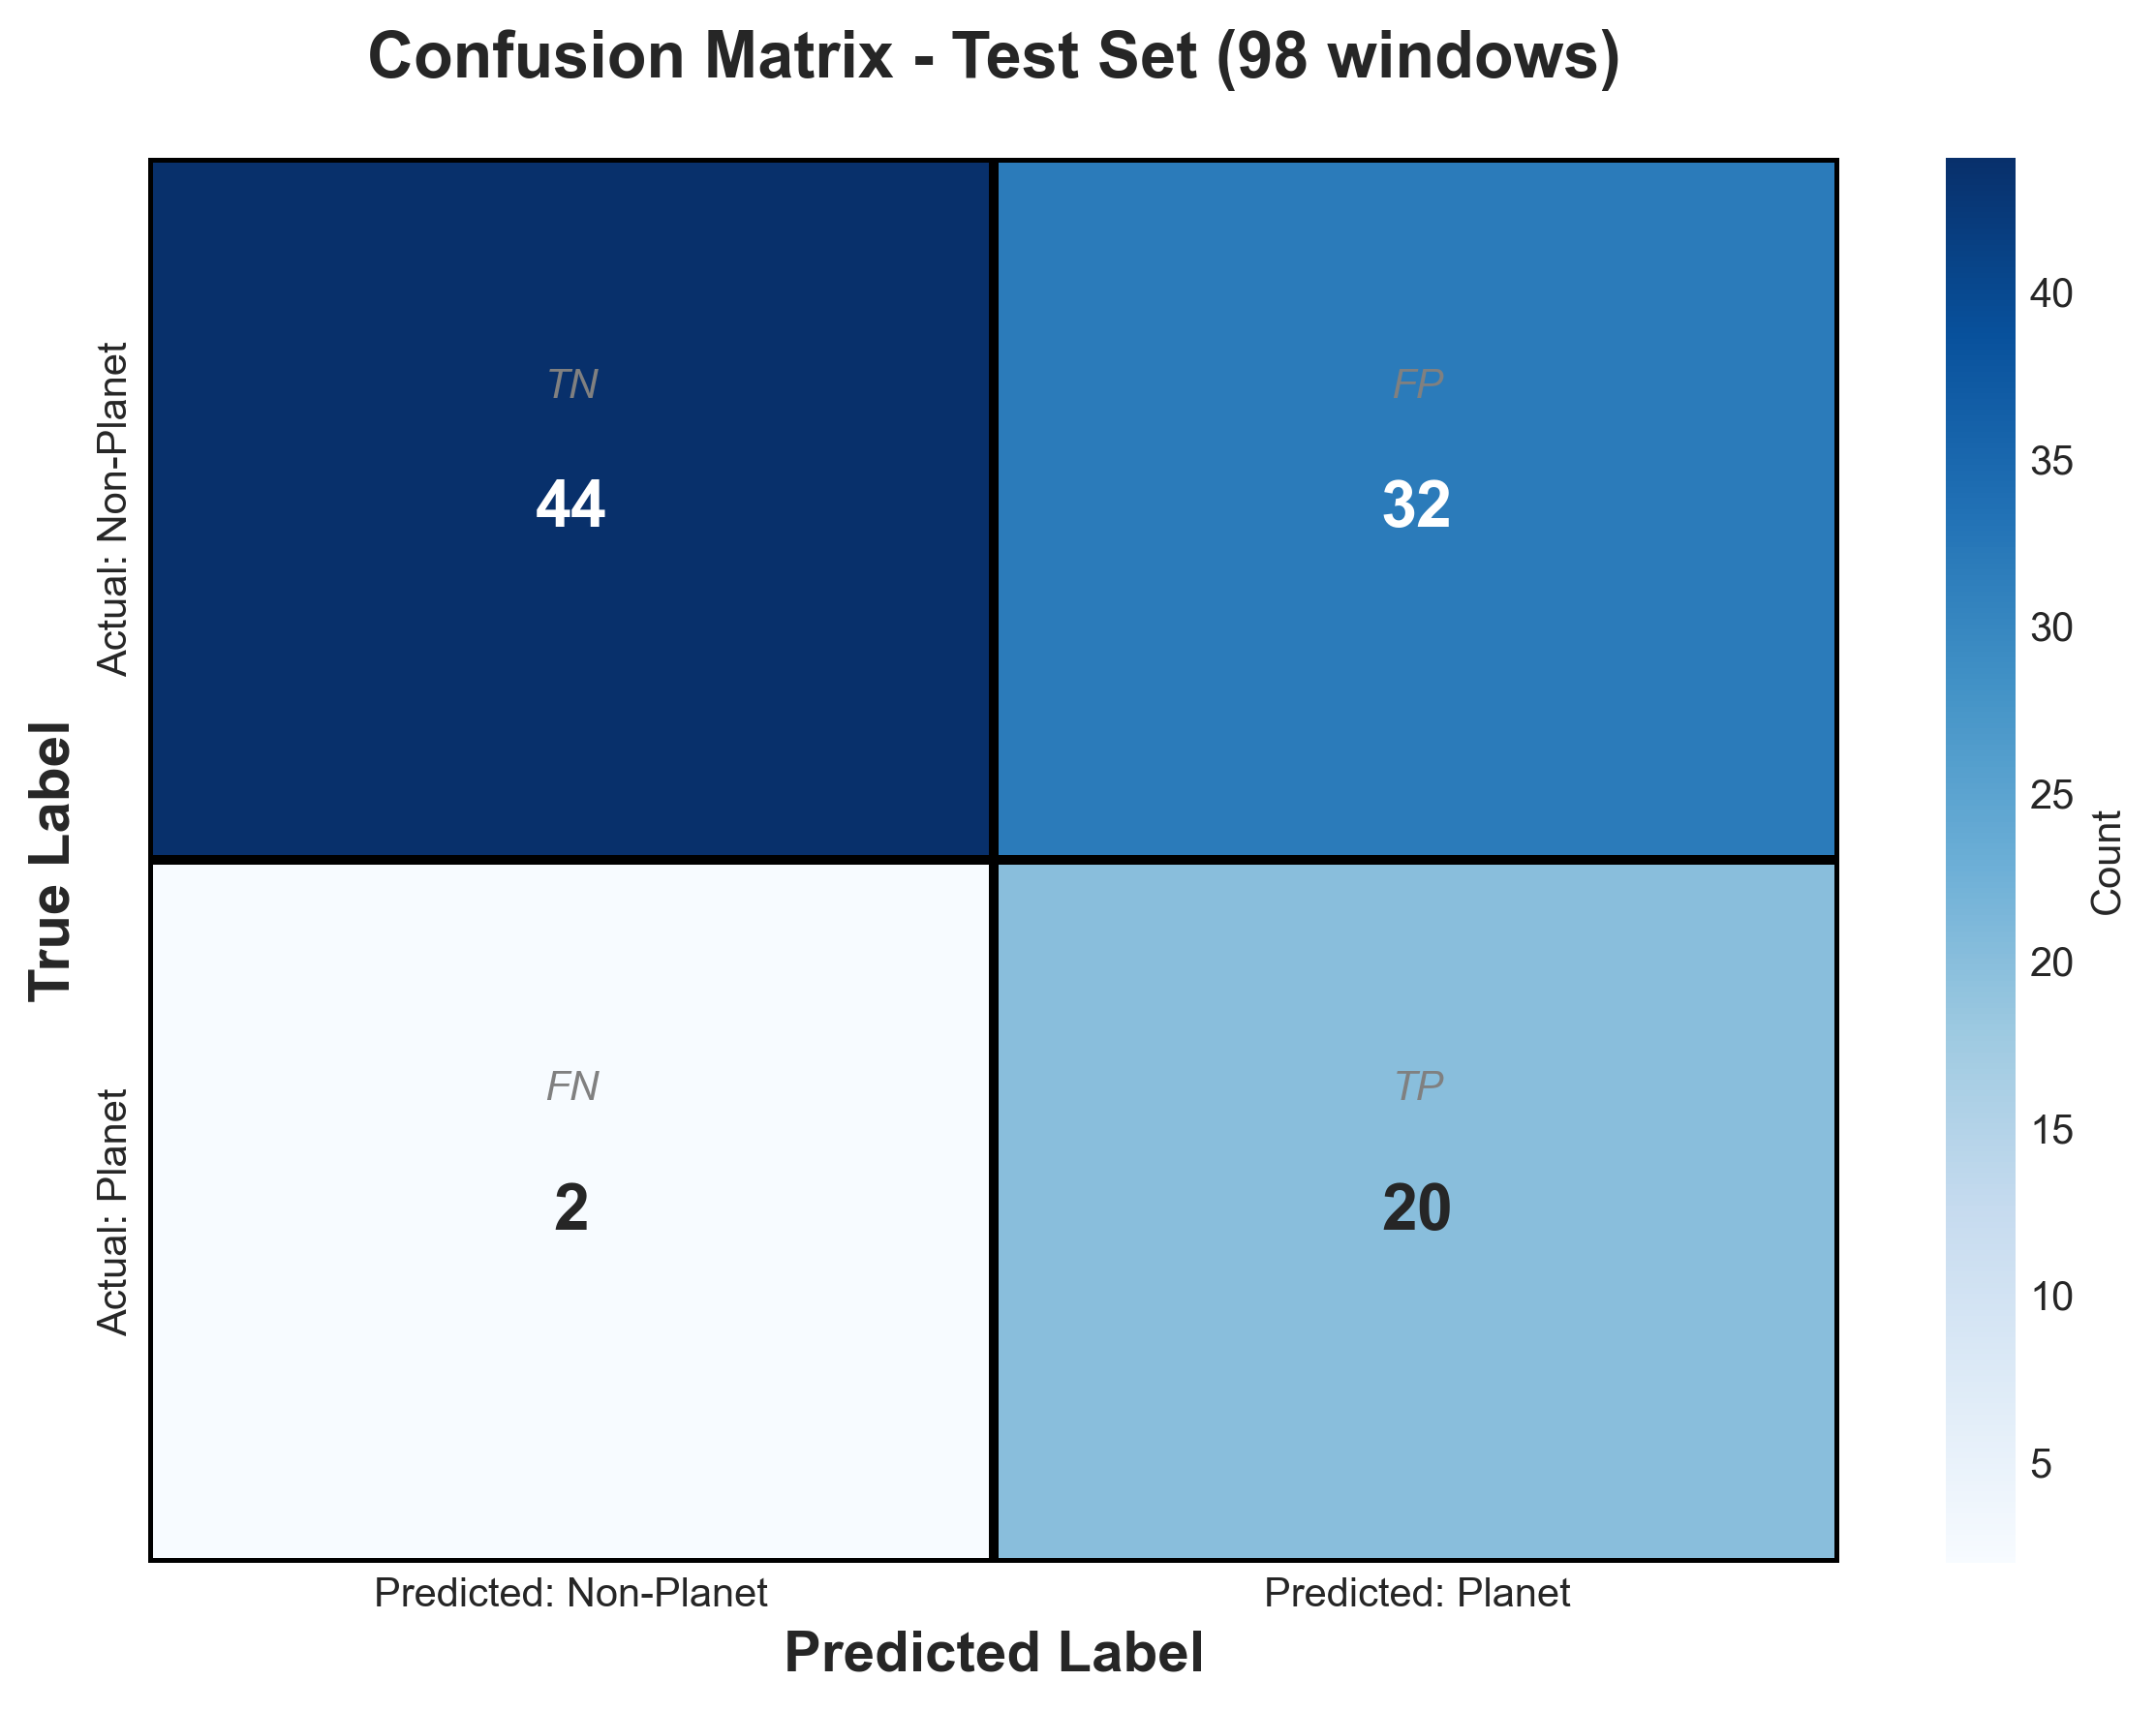 Confusion Matrix - Test Set (98 windows)
True Label
Actual: Non-Planet
Actual: Planet
TN
44
FP
32
FN
2
TP
20
Predicted: Non-Planet
Predicted: Planet
Predicted Label
40
35
30
25
20
15
10
5
Count